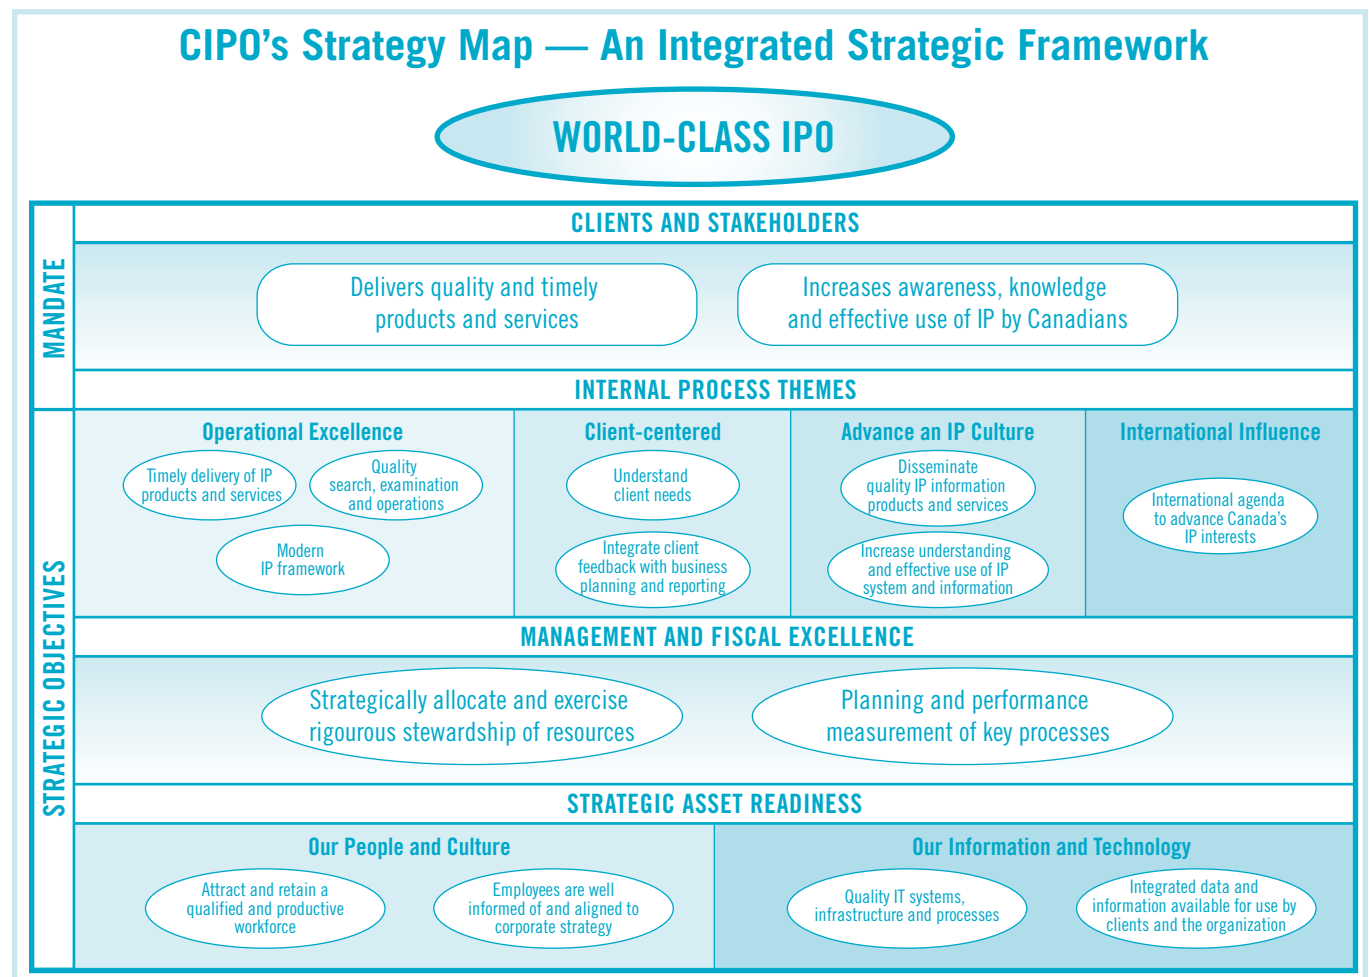 CIPO's Strategy Map — An Integrated Strategic Framework
WORLD-CLASS IPO
MANDATE
CLIENTS AND STAKEHOLDERS
Delivers quality and timely
products and services
Increases awareness, knowledge
and effective use of IP by Canadians
INTERNAL PROCESS THEMES
STRATEGIC OBJECTIVES
Operational Excellence
Timely delivery of IP
products and services
Quality
search, examination
and operations
Modern
IP framework
Client-centered
Understand
client needs
Integrate client
feedback with business
planning and reporting
Advance an IP Culture
Disseminate
quality IP information
products and services
Increase understanding
and effective use of IP
system and information
International Influence
International agenda
to advance Canada's
IP interests
MANAGEMENT AND FISCAL EXCELLENCE
Strategically allocate and exercise
rigourous stewardship of resources
Planning and performance
measurement of key processes
STRATEGIC ASSET READINESS
Our People and Culture
Attract and retain a
qualified and productive
workforce
Employees are well
informed of and aligned to
corporate strategy
Our Information and Technology
Quality IT systems,
infrastructure and processes
Integrated data and
information available for use by
clients and the organization